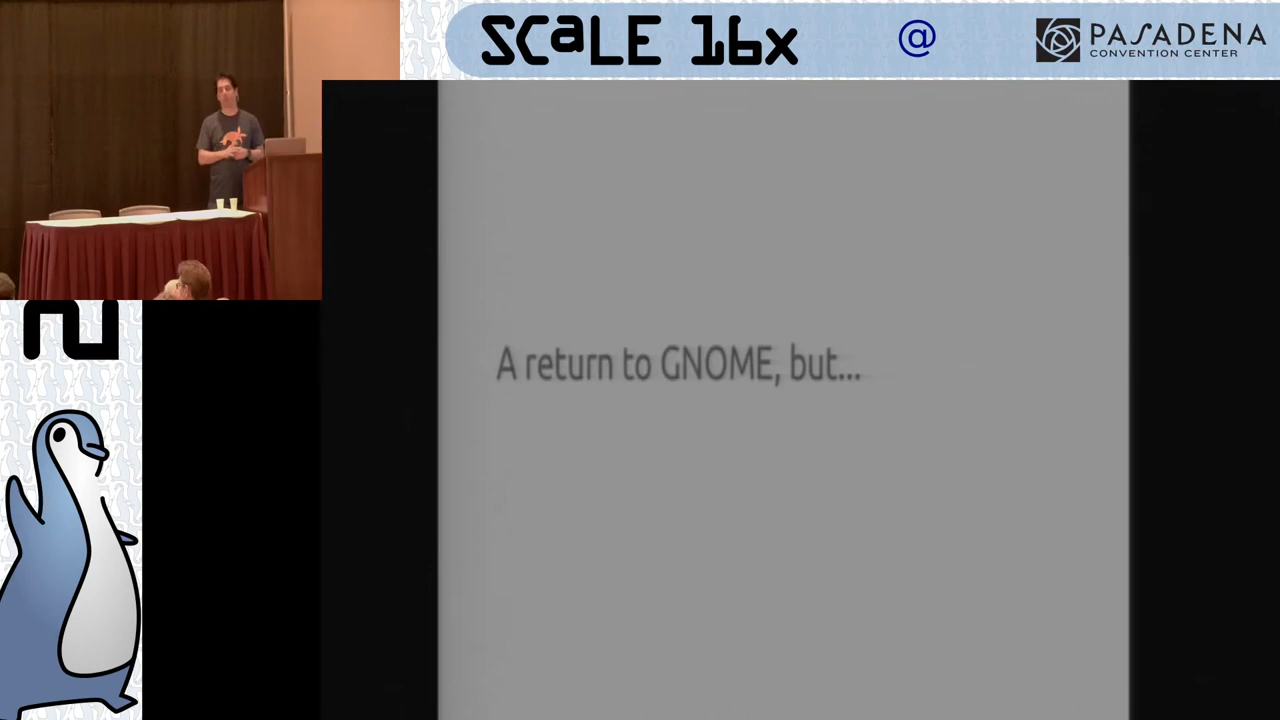 SCaLE 16x
@
PASADENA
CONVENTION CENTER
A return to GNOME, but...